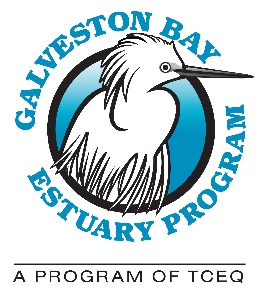 GALVESTON BAY
ESTUARY PROGRAM
A PROGRAM OF TCEQ